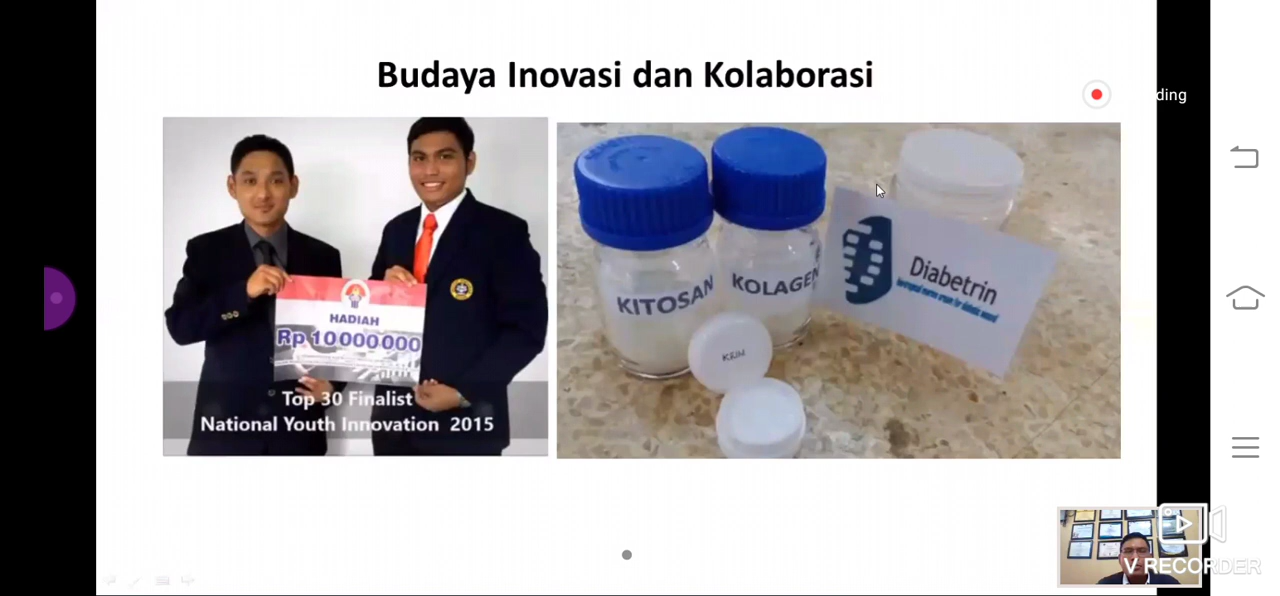 Budaya Inovasi dan Kolaborasi
ding
HADIAH
Rp 10 000 000
Top 30 Finalist
National Youth Innovation 2015
KITOSAN
KOLAGEN
KRIM
Diabetrin
V RECORDER